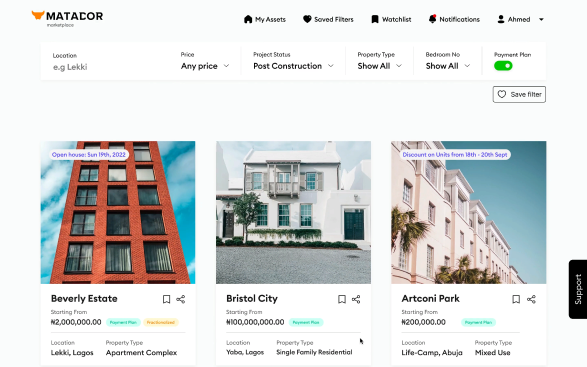 MATADOR
marketplace
My Assets
Saved Filters
Watchlist
Notifications
Ahmed
Location
e.g Lekki
Price
Any price
Project Status
Post Construction
Property Type
Show All
Bedroom No
Show All
Payment Plan
Save filter
Open house: Sun 19th, 2022
Discount on Units from 18th - 20th Sept
Beverly Estate
Starting From
₦2,000,000.00
Payment Plan
Fractionalized
Location
Property Type
Lekki, Lagos
Apartment Complex
Bristol City
Starting From
₦100,000,000.00
Payment Plan
Location
Property Type
Yaba, Lagos
Single Family Residential
Artconi Park
Starting From
₦200,000.00
Payment Plan
Location
Property Type
Life-Camp, Abuja
Mixed Use
Support